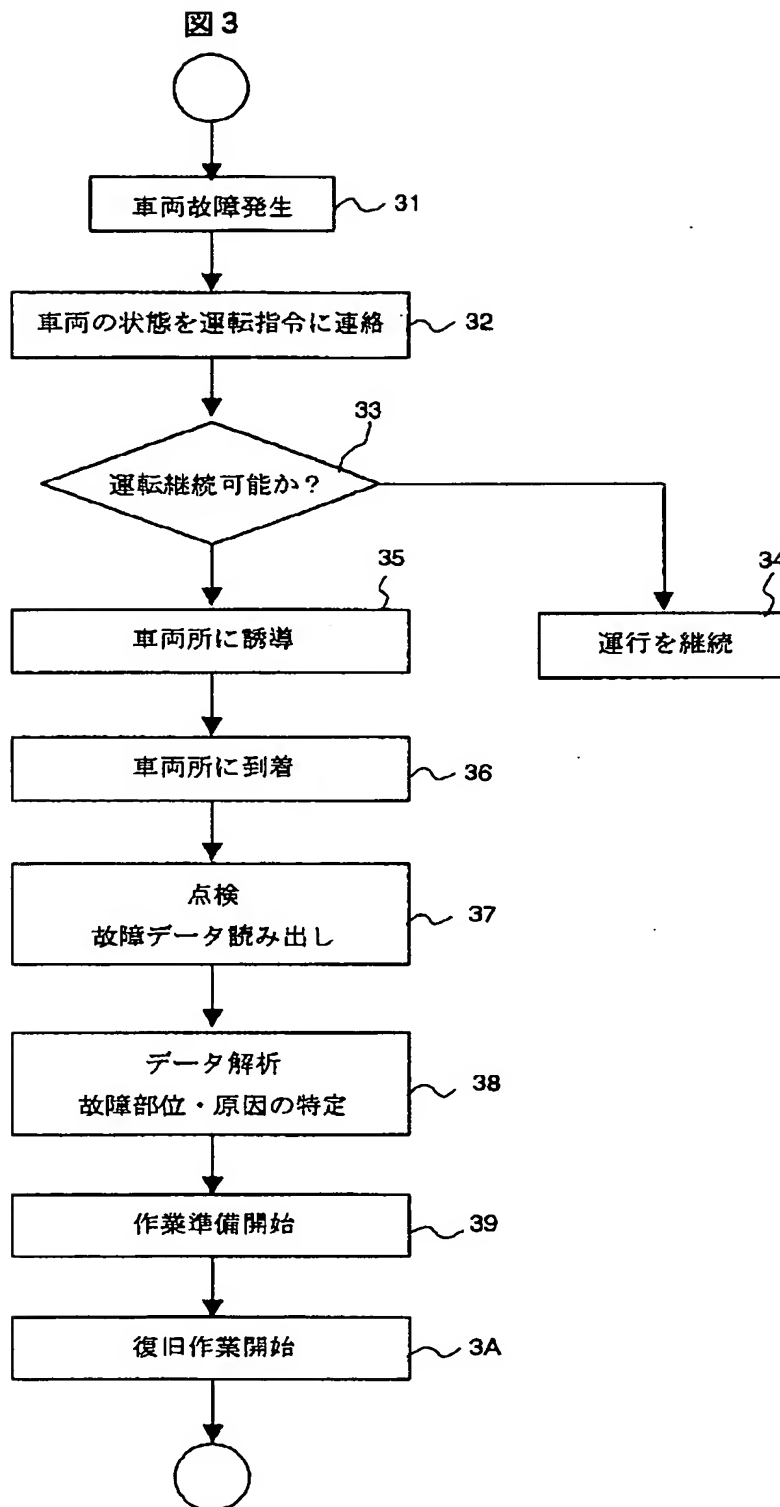 図3
車両故障発生
31
車両の状態を運転指令に連絡
32
33
運転継続可能か?
35
車両所に誘導
34
運行を継続
車両所に到着
36
点検
故障データ読み出し
37
データ解析
故障部位・原因の特定
38
作業準備開始
39
復旧作業開始
3A